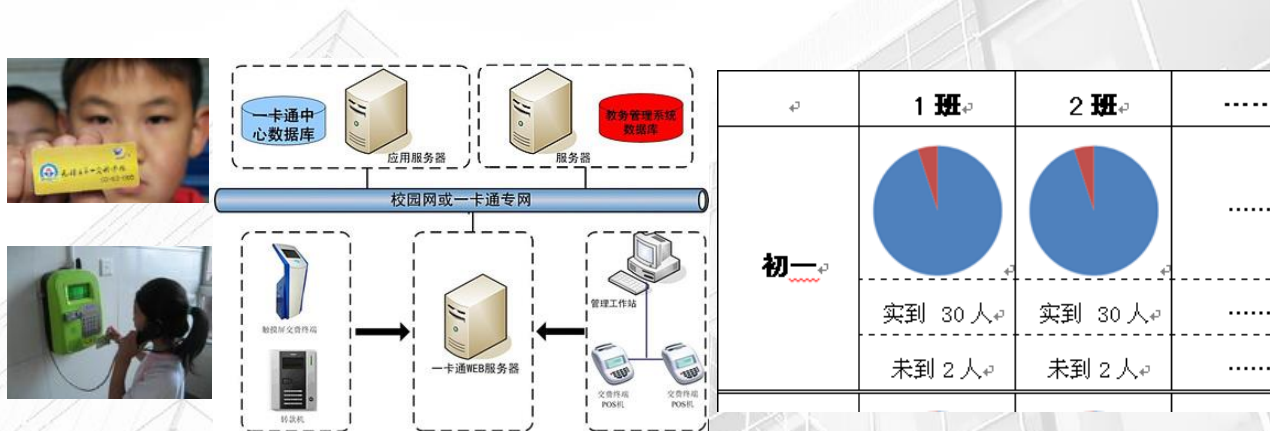 一卡通中
心数据库
应用服务器
教务管理系统
数据库
服务器
校园网或一卡通专网
触摸屏交费终端
转款机
一卡通WEB服务器
管理工作站
交费终端
POS机
交费终端
POS机
1 班
2 班
······
初一
······
实到 30 人
实到 30 人
······
未到 2 人
未到 2 人
······